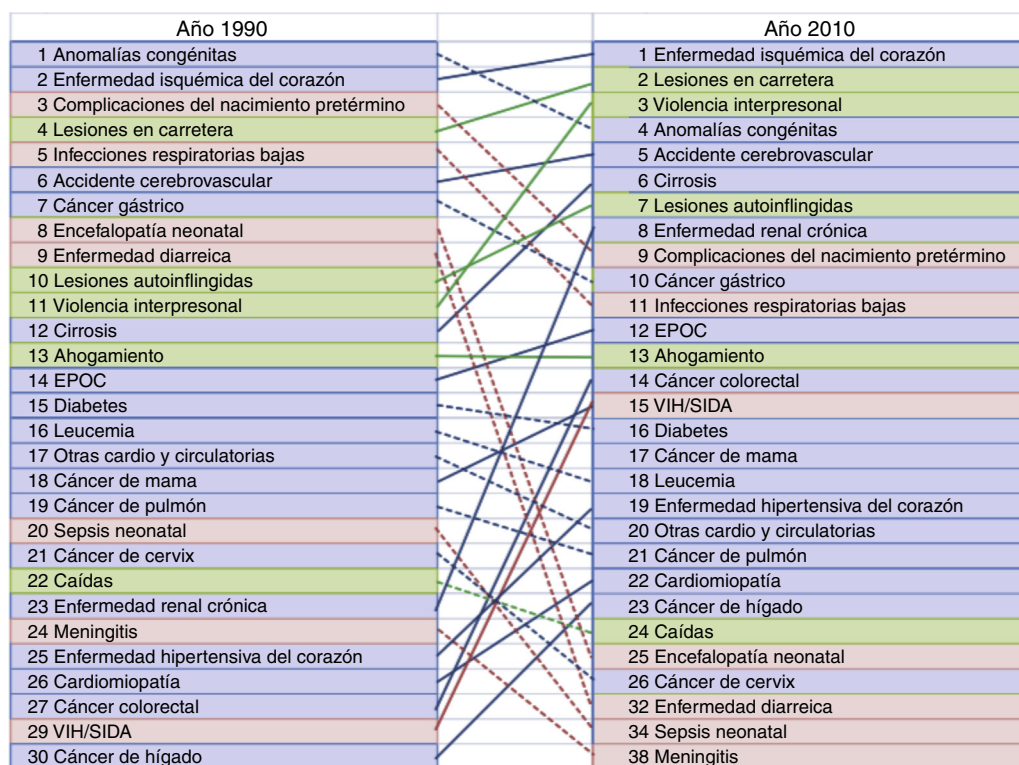 Año 1990
1 Anomalías congénitas
2 Enfermedad isquémica del corazón
3 Complicaciones del nacimiento pretérmino
4 Lesiones en carretera
5 Infecciones respiratorias bajas
6 Accidente cerebrovascular
7 Cáncer gástrico
8 Encefalopatía neonatal
9 Enfermedad diarreica
10 Lesiones autoinflingidas
11 Violencia interpresonal
12 Cirrosis
13 Ahogamiento
14 EPOC
15 Diabetes
16 Leucemia
17 Otras cardio y circulatorias
18 Cáncer de mama
19 Cáncer de pulmón
20 Sepsis neonatal
21 Cáncer de cervix
22 Caídas
23 Enfermedad renal crónica
24 Meningitis
25 Enfermedad hipertensiva del corazón
26 Cardiomiopatía
27 Cáncer colorectal
29 VIH/SIDA
30 Cáncer de hígado
Año 2010
1 Enfermedad isquémica del corazón
2 Lesiones en carretera
3 Violencia interpresonal
4 Anomalías congénitas
5 Accidente cerebrovascular
6 Cirrosis
7 Lesiones autoinflingidas
8 Enfermedad renal crónica
9 Complicaciones del nacimiento pretérmino
10 Cáncer gástrico
11 Infecciones respiratorias bajas
12 EPOC
13 Ahogamiento
14 Cáncer colorectal
15 VIH/SIDA
16 Diabetes
17 Cáncer de mama
18 Leucemia
19 Enfermedad hipertensiva del corazón
20 Otras cardio y circulatorias
21 Cáncer de pulmón
22 Cardiomiopatía
23 Cáncer de hígado
24 Caídas
25 Encefalopatía neonatal
26 Cáncer de cervix
32 Enfermedad diarreica
34 Sepsis neonatal
38 Meningitis